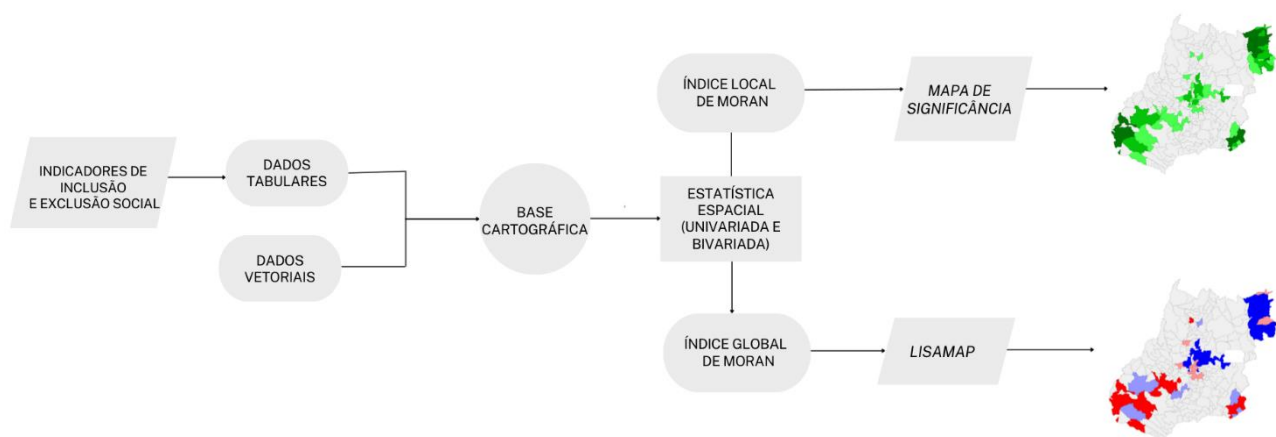 INDICADORES DE
INCLUSÃO
E EXCLUSÃO SOCIAL
DADOS
TABULARES
DADOS
VETORIAIS
BASE
CARTOGRÁFICA
ESTATÍSTICA
ESPACIAL
(UNIVARIADA E
BIVARIADA)
ÍNDICE LOCAL
DE MORAN
MAPA DE
SIGNIFICÂNCIA
ÍNDICE GLOBAL
DE MORAN
LISAMAP